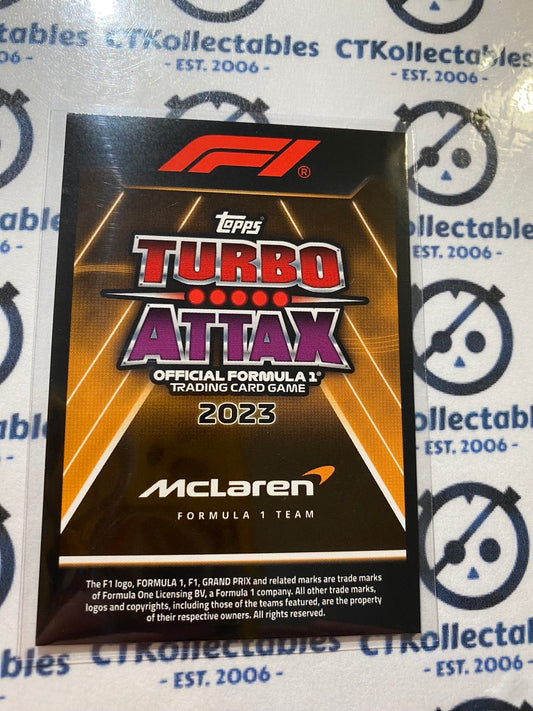 CTKollectables
- EST. 2006 -
CTKollectables
- EST. 2006 -
F1®
Topps
TURBO
ATTAX
OFFICIAL FORMULA 1®
TRADING CARD GAME
2023
McLaren
FORMULA 1 TEAM
The F1 logo, FORMULA 1, F1, GRAND PRIX and related marks are trade marks
of Formula One Licensing BV, a Formula 1 company. All other trade marks,
logos and copyrights, including those of the teams featured, are the property
of their respective owners. All rights reserved.
ctables
2006 -
ollectables
EST. 2006 -
ollectables
- EST. 2006 -
CTKollectables
- EST. 2006 -
CTKollectables
- EST. 2006 -